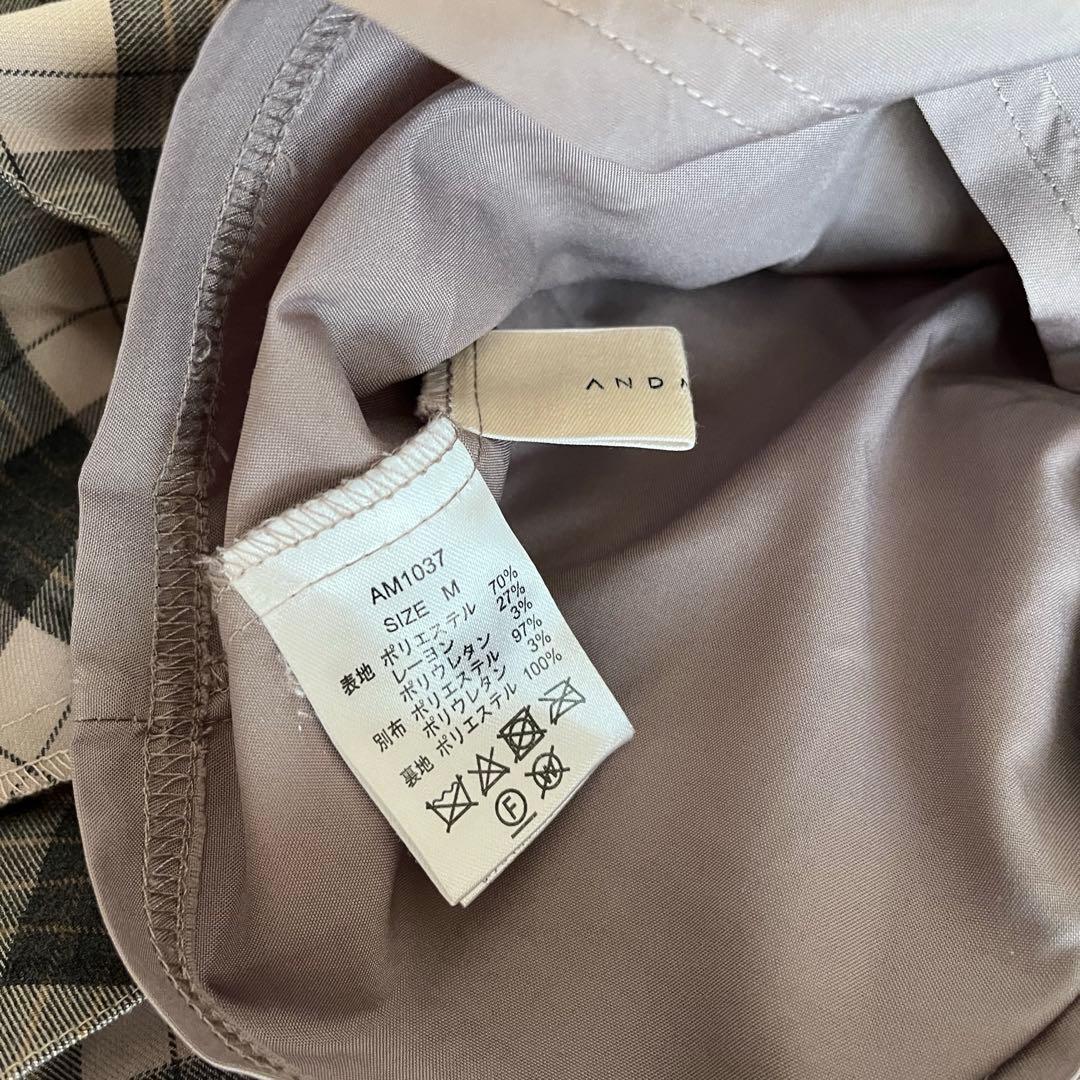 AND
AM1037
SIZE M
表地 ポリエステル 70%
レーヨン 27%
ポリウレタン 3%
別布 ポリエステル 97%
ポリウレタン 3%
裏地 ポリエステル 100%
F
W